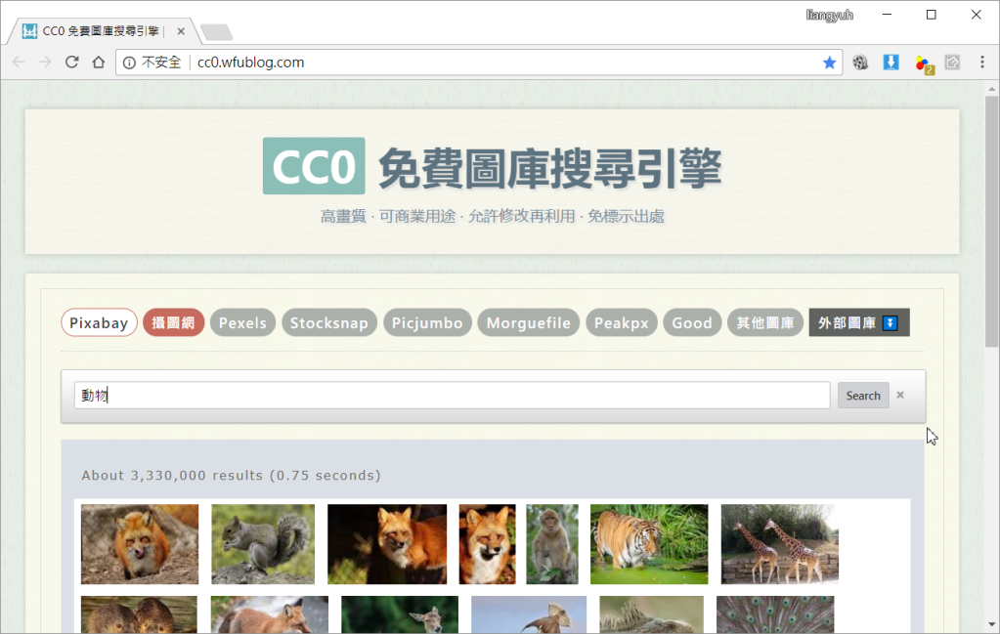 liangyuh
CC0 免費圖庫搜尋引擎 |
不安全 | cc0.wfublog.com
2
CC0 免費圖庫搜尋引擎
高畫質 · 可商業用途 · 允許修改再利用 · 免標示出處
Pixabay 攝圖網 Pexels Stocksnap Picjumbo Morguefile Peakpx Good 其他圖庫 外部圖庫
動物 Search ×
About 3,330,000 results (0.75 seconds)